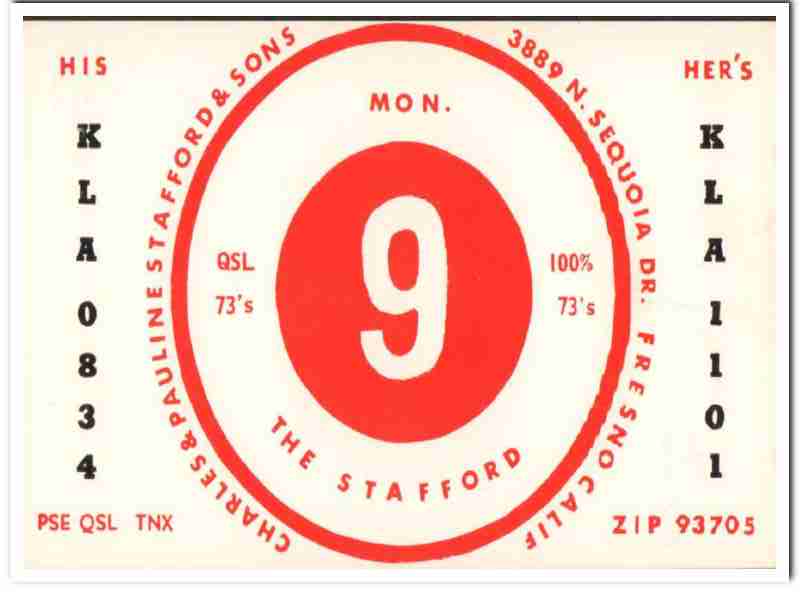 HIS
K
L
A
0
8
3
4
PSE QSL TNX
CHARLES & PAULINE STAFFORD & SONS
3889 N. SEQUOIA DR. FRESNO CALIF
MON.
QSL
73's
9
100%
73's
THE STAFFORD
HER'S
K
L
A
1
1
0
1
ZIP 93705